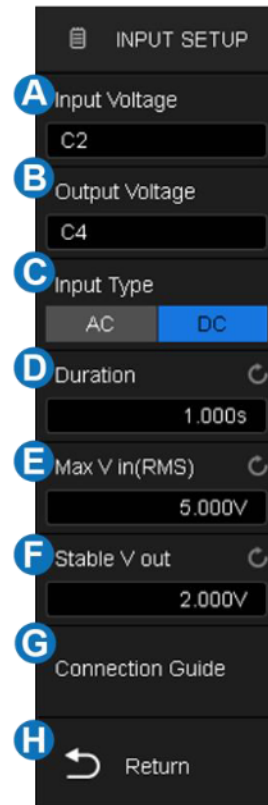 INPUT SETUP
A
Input Voltage
C2
B
Output Voltage
C4
C
Input Type
AC DC
D
Duration
1.000s
E
Max V in(RMS)
5.000V
F
Stable V out
2.000V
G
Connection Guide
H
Return